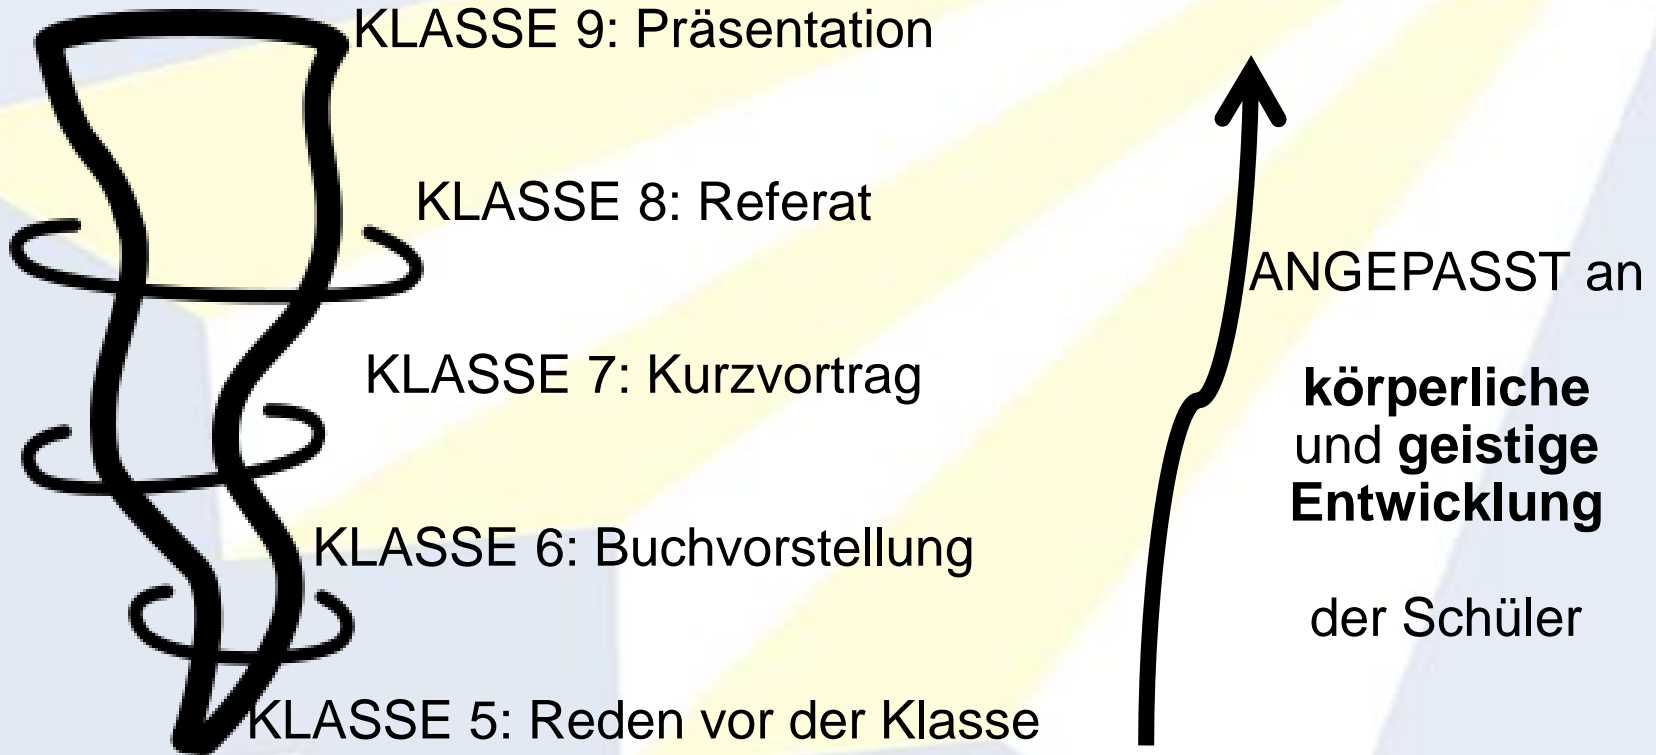 KLASSE 9: Präsentation
KLASSE 8: Referat
KLASSE 7: Kurzvortrag
KLASSE 6: Buchvorstellung
KLASSE 5: Reden vor der Klasse
ANGEPASST an
körperliche
und geistige
Entwicklung
der Schüler